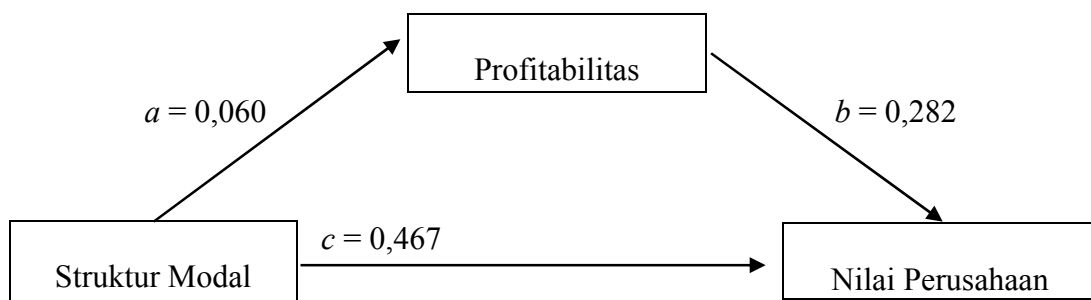 Profitabilitas
a = 0,060
b = 0,282
c = 0,467
Struktur Modal
Nilai Perusahaan